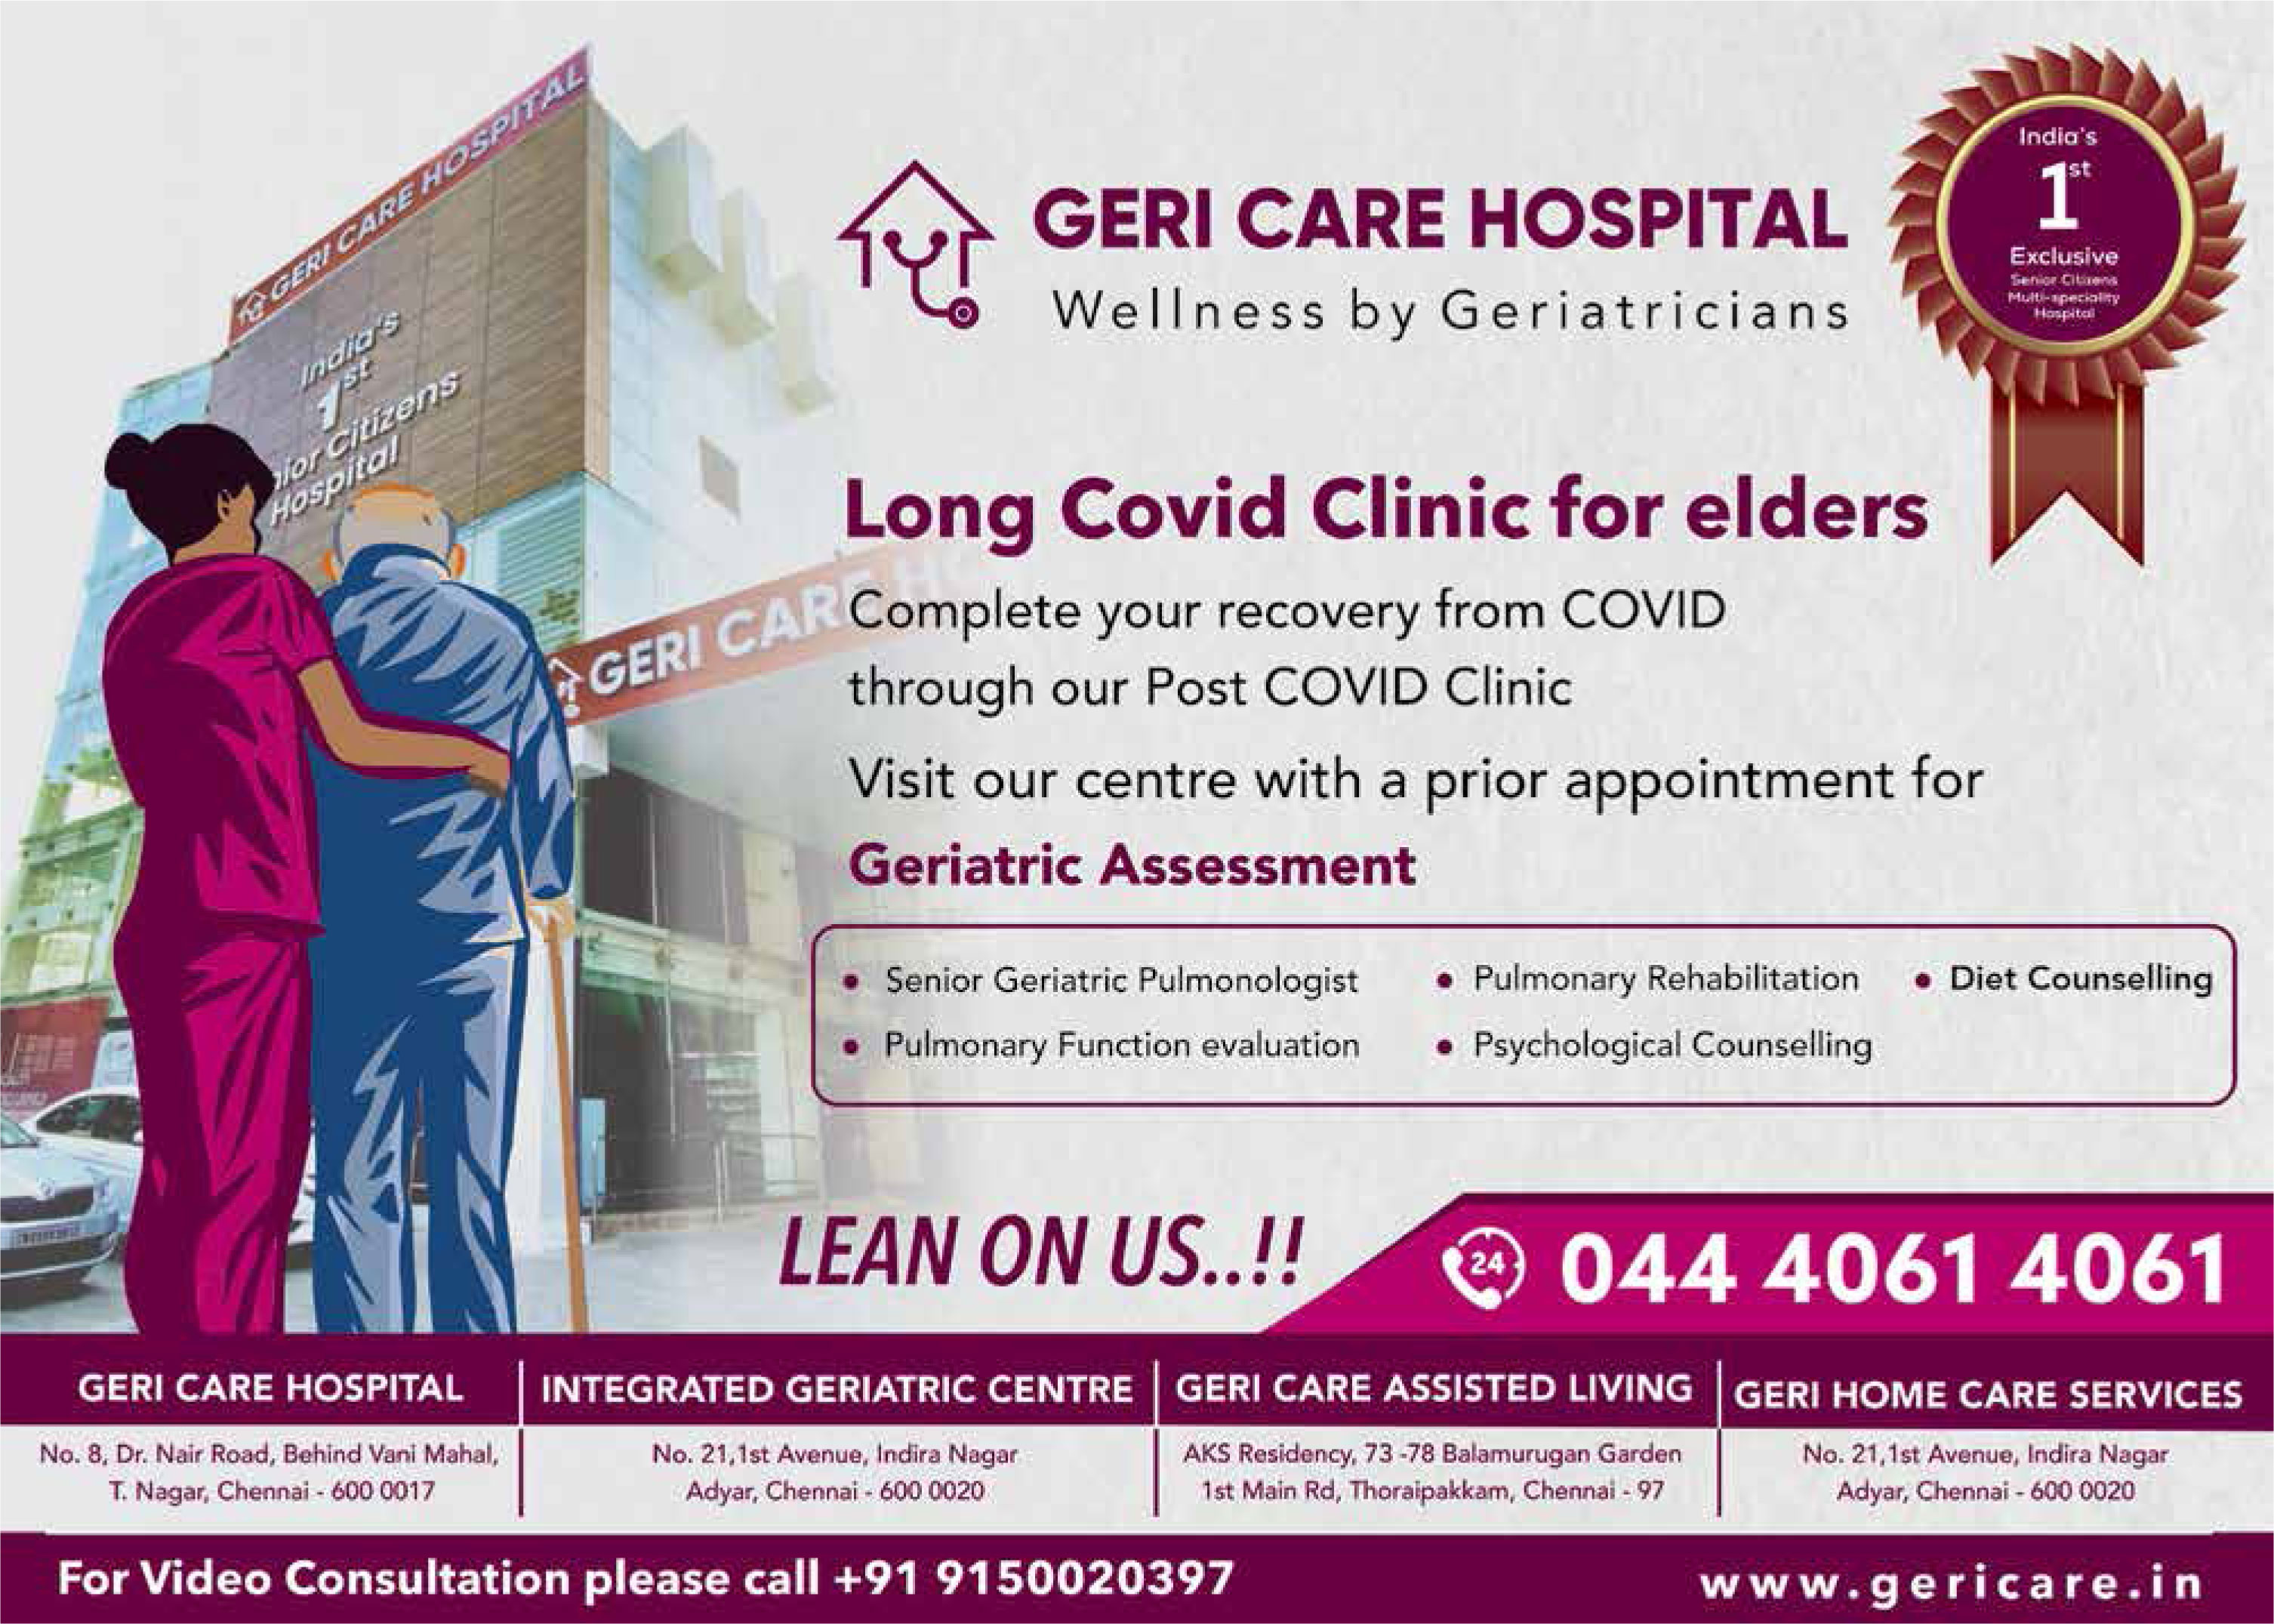 GERI CARE HOSPITAL
India's
1st
ior Citizens
Hospital
GERI CARE H
GERI CARE HOSPITAL
Wellness by Geriatricians
India's
1st
Exclusive
Senior Citizens
Multi-speciality
Hospital
Long Covid Clinic for elders
Complete your recovery from COVID
through our Post COVID Clinic
Visit our centre with a prior appointment for
Geriatric Assessment
• Senior Geriatric Pulmonologist • Pulmonary Rehabilitation • Diet Counselling
• Pulmonary Function evaluation • Psychological Counselling
LEAN ON US..!!
24 044 4061 4061
GERI CARE HOSPITAL
No. 8, Dr. Nair Road, Behind Vani Mahal,
T. Nagar, Chennai - 600 0017
INTEGRATED GERIATRIC CENTRE
No. 21,1st Avenue, Indira Nagar
Adyar, Chennai - 600 0020
GERI CARE ASSISTED LIVING
AKS Residency, 73 -78 Balamurugan Garden
1st Main Rd, Thoraipakkam, Chennai - 97
GERI HOME CARE SERVICES
No. 21,1st Avenue, Indira Nagar
Adyar, Chennai - 600 0020
For Video Consultation please call +91 9150020397
www.gericare.in